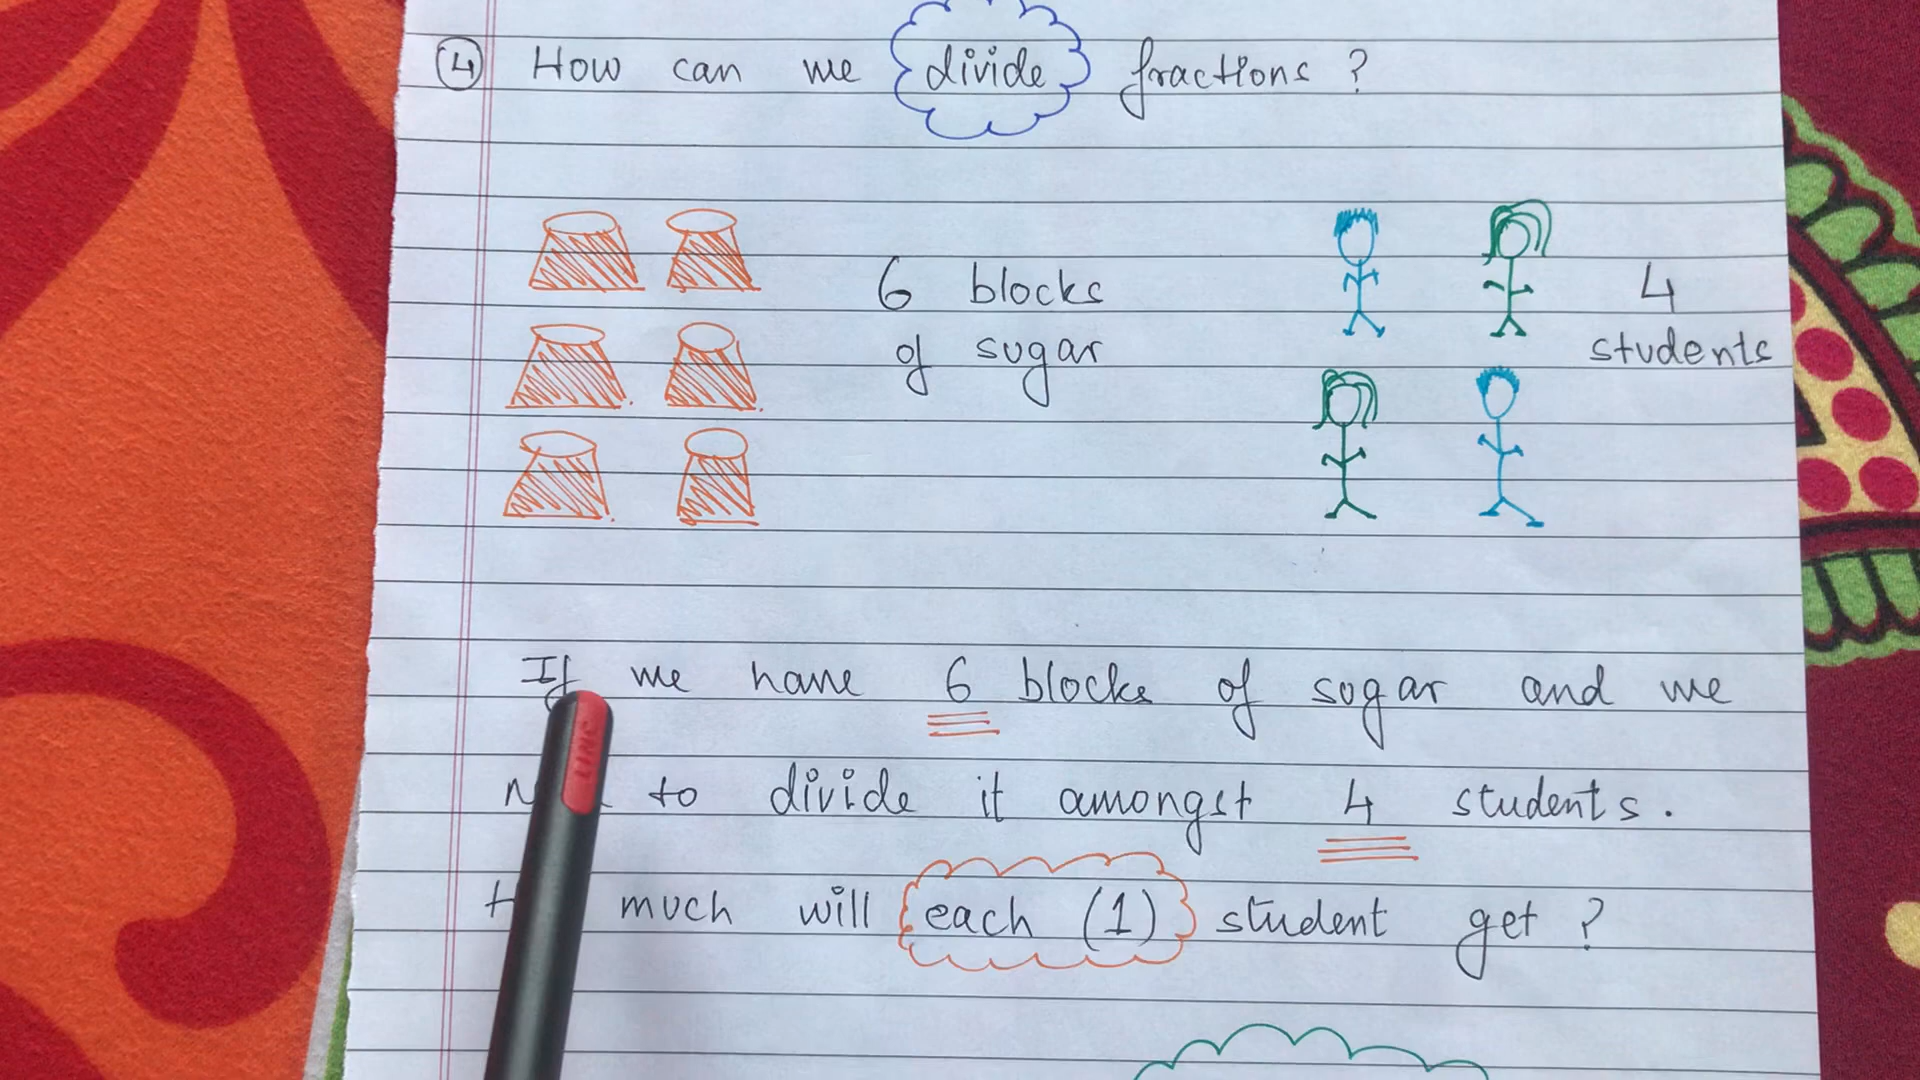 4 How can we divide fractions ?
6 blocks
of sugar
4
students
If we have 6 blocks of sugar and we
to divide it amongst 4 students.
much will each (1) student get ?